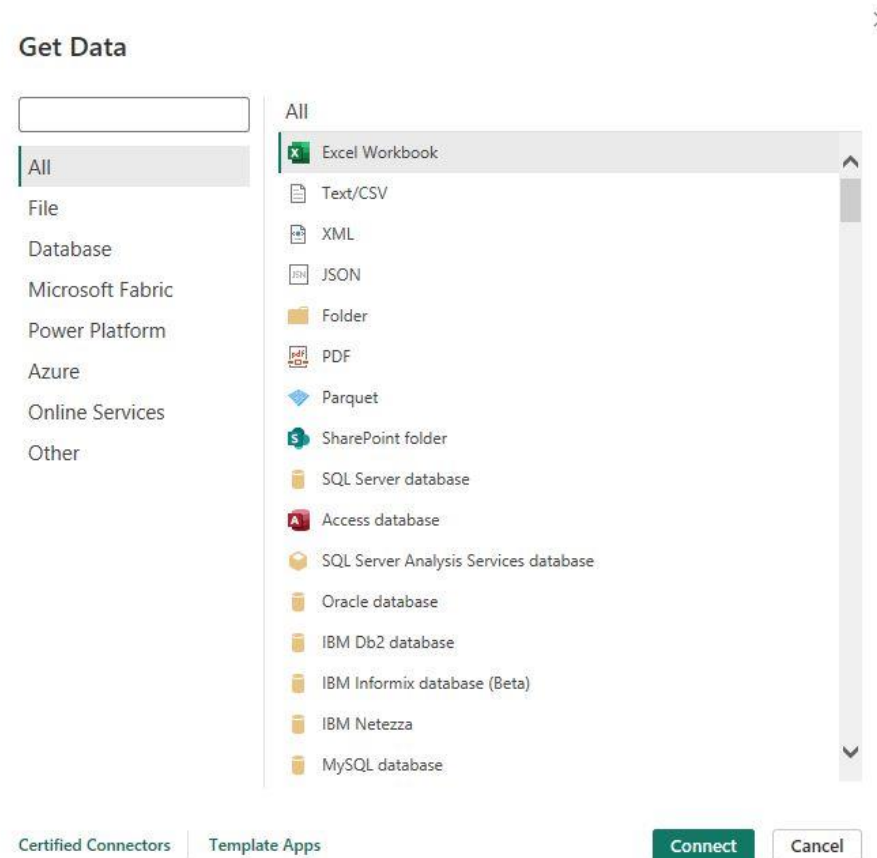 Get Data
All
File
Database
Microsoft Fabric
Power Platform
Azure
Online Services
Other
All
Excel Workbook
Text/CSV
XML
JSON
Folder
PDF
Parquet
SharePoint folder
SQL Server database
Access database
SQL Server Analysis Services database
Oracle database
IBM Db2 database
IBM Informix database (Beta)
IBM Netezza
MySQL database
Certified Connectors
Template Apps
Connect
Cancel